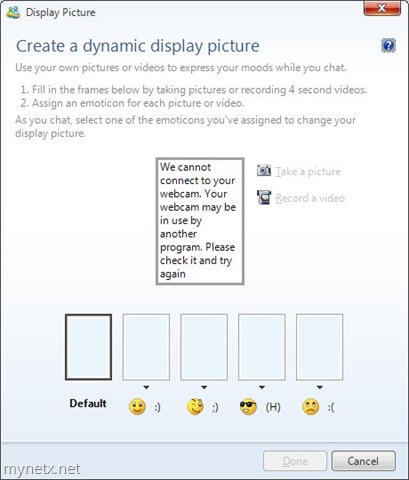 Display Picture
Create a dynamic display picture
Use your own pictures or videos to express your moods while you chat.
1. Fill in the frames below by taking pictures or recording 4 second videos.
2. Assign an emoticon for each picture or video.
As you chat, select one of the emoticons you've assigned to change your
display picture.
We cannot
connect to your
webcam. Your
webcam may be
in use by
another
program. Please
check it and try
again
Take a picture
Record a video
Default :) ;) (H) :(
Done Cancel
mynetx.net